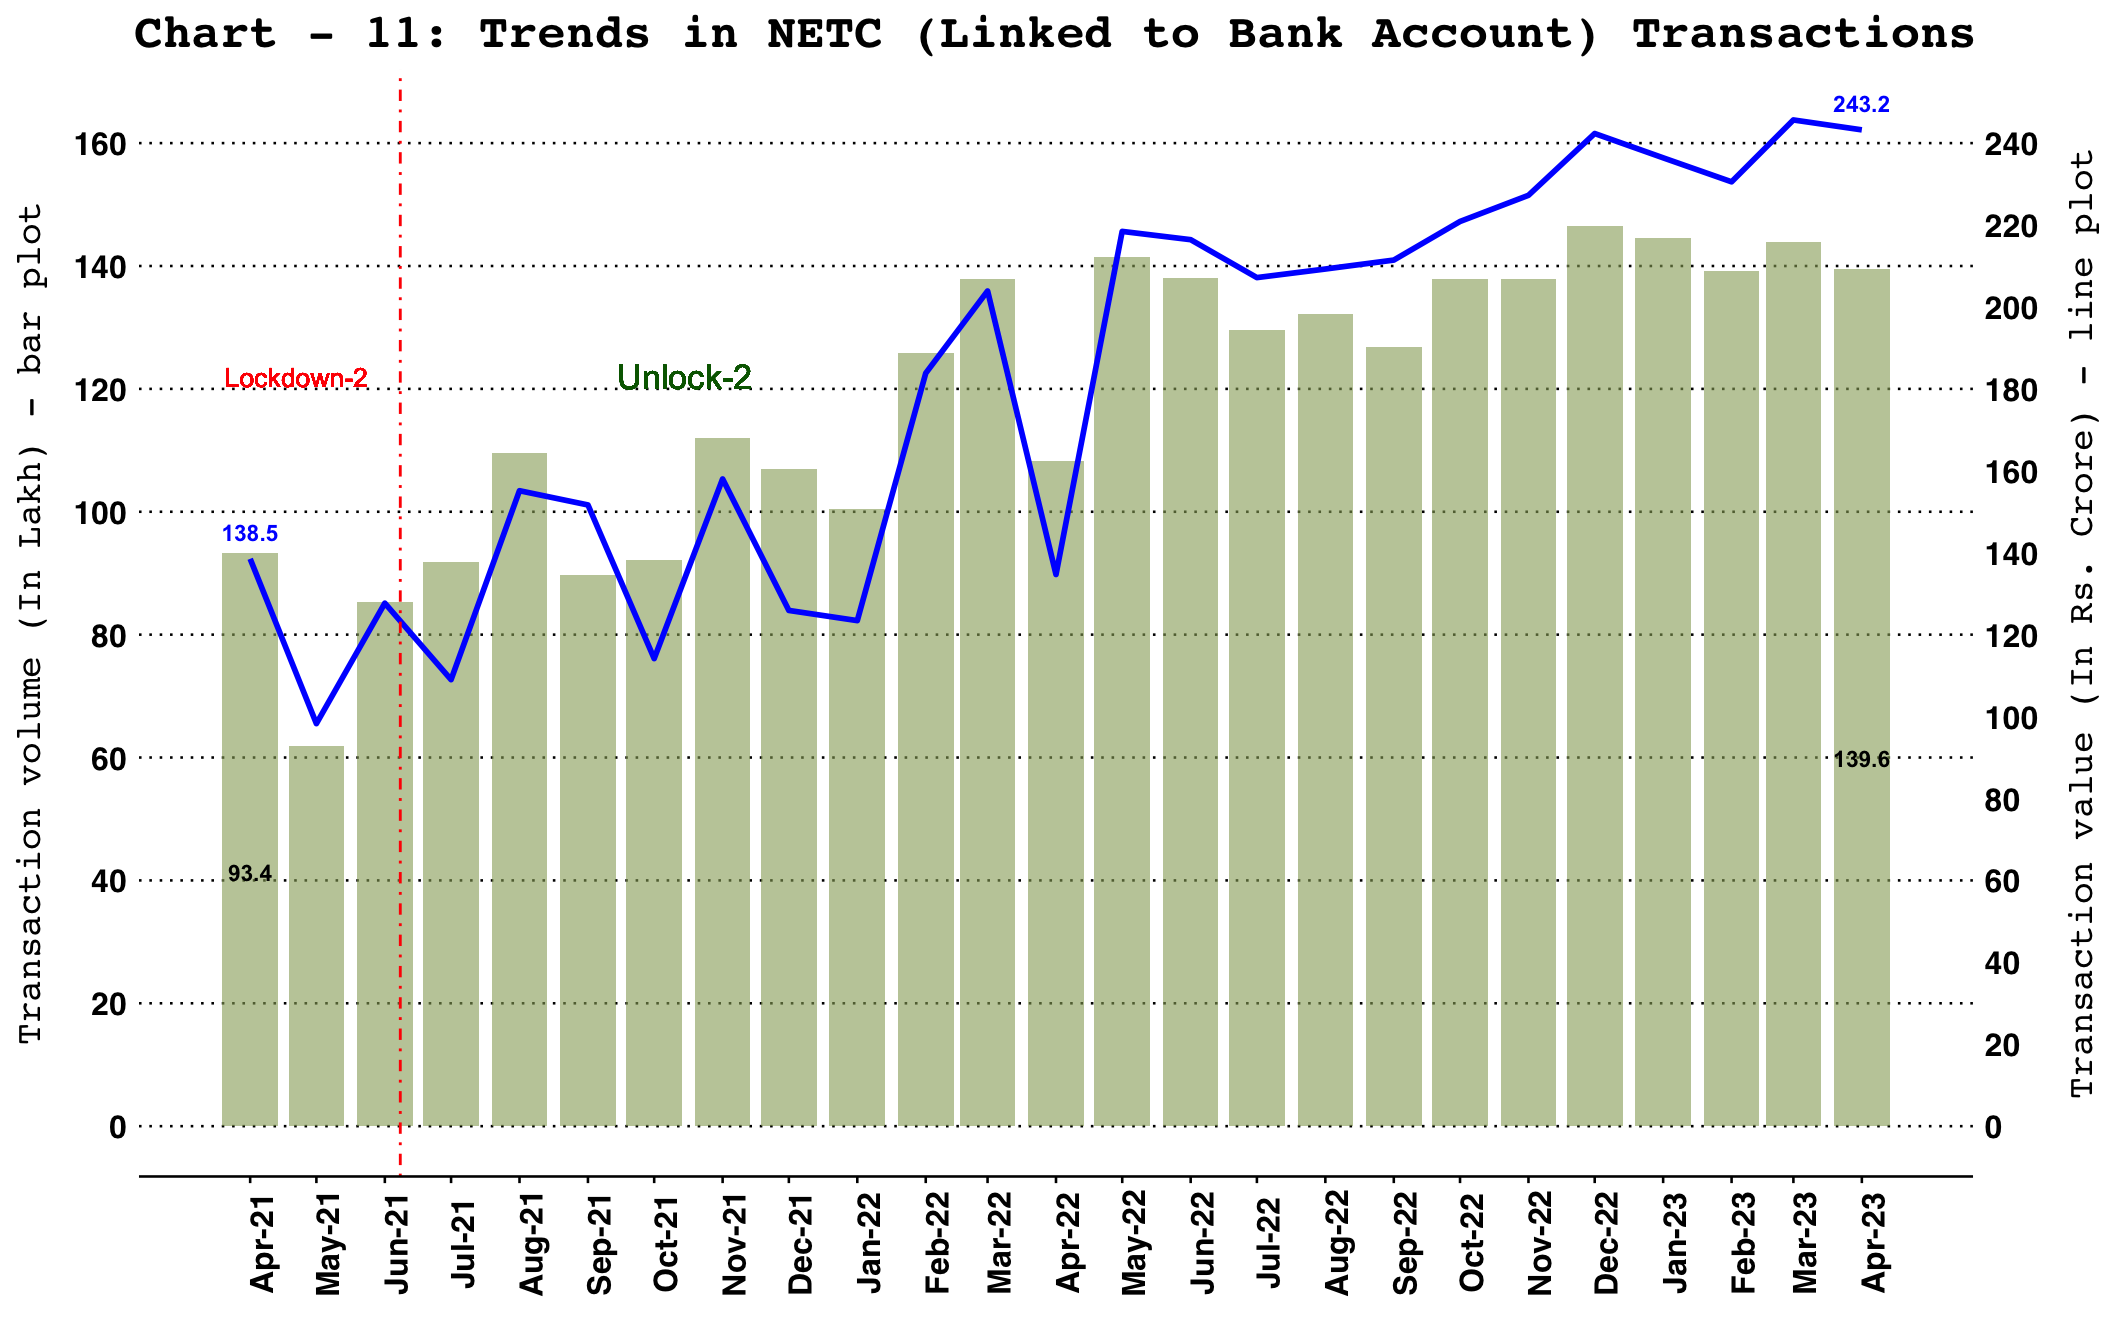 Chart – 11: Trends in NETC (Linked to Bank Account) Transactions
Transaction volume (In Lakh) – bar plot
160
140
120
100
80
60
40
20
0
Lockdown-2
Unlock-2
138.5
93.4
243.2
139.6
240
220
200
180
160
140
120
100
80
60
40
20
0
Transaction value (In Rs. Crore) – line plot
Apr-21
May-21
Jun-21
Jul-21
Aug-21
Sep-21
Oct-21
Nov-21
Dec-21
Jan-22
Feb-22
Mar-22
Apr-22
May-22
Jun-22
Jul-22
Aug-22
Sep-22
Oct-22
Nov-22
Dec-22
Jan-23
Feb-23
Mar-23
Apr-23